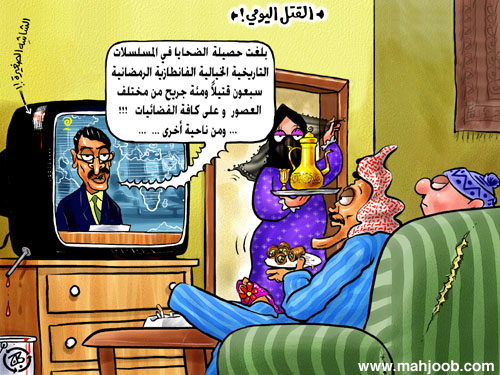 القتل اليومي!
الشاشه الصغيرة!!
بلغت حصيلة الضحايا في المسلسلات
التاريخية الخيالية الفانطازية الرمضانية
سبعون قتيلاً ومئة جريح من مختلف
العصور و على كافة الفضائيات !!!
... ومن ناحية أخرى ... ...
www.mahjoob.com